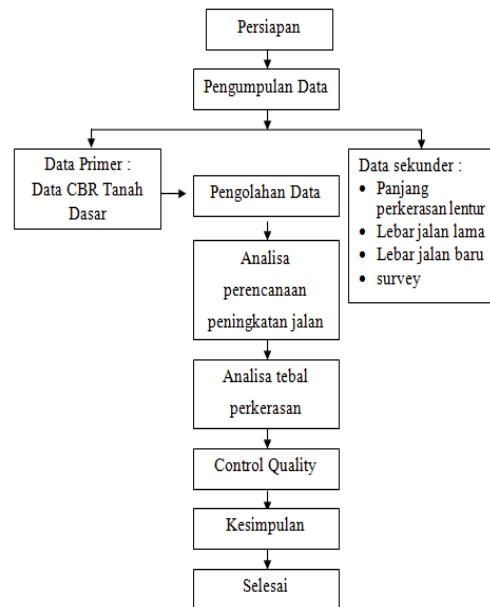 Persiapan
Pengumpulan Data
Data Primer :
Data CBR Tanah
Dasar
Pengolahan Data
Data sekunder :
• Panjang
perkerasan lentur
• Lebar jalan lama
• Lebar jalan baru
• survey
Analisa
perencanaan
peningkatan jalan
Analisa tebal
perkerasan
Control Quality
Kesimpulan
Selesai